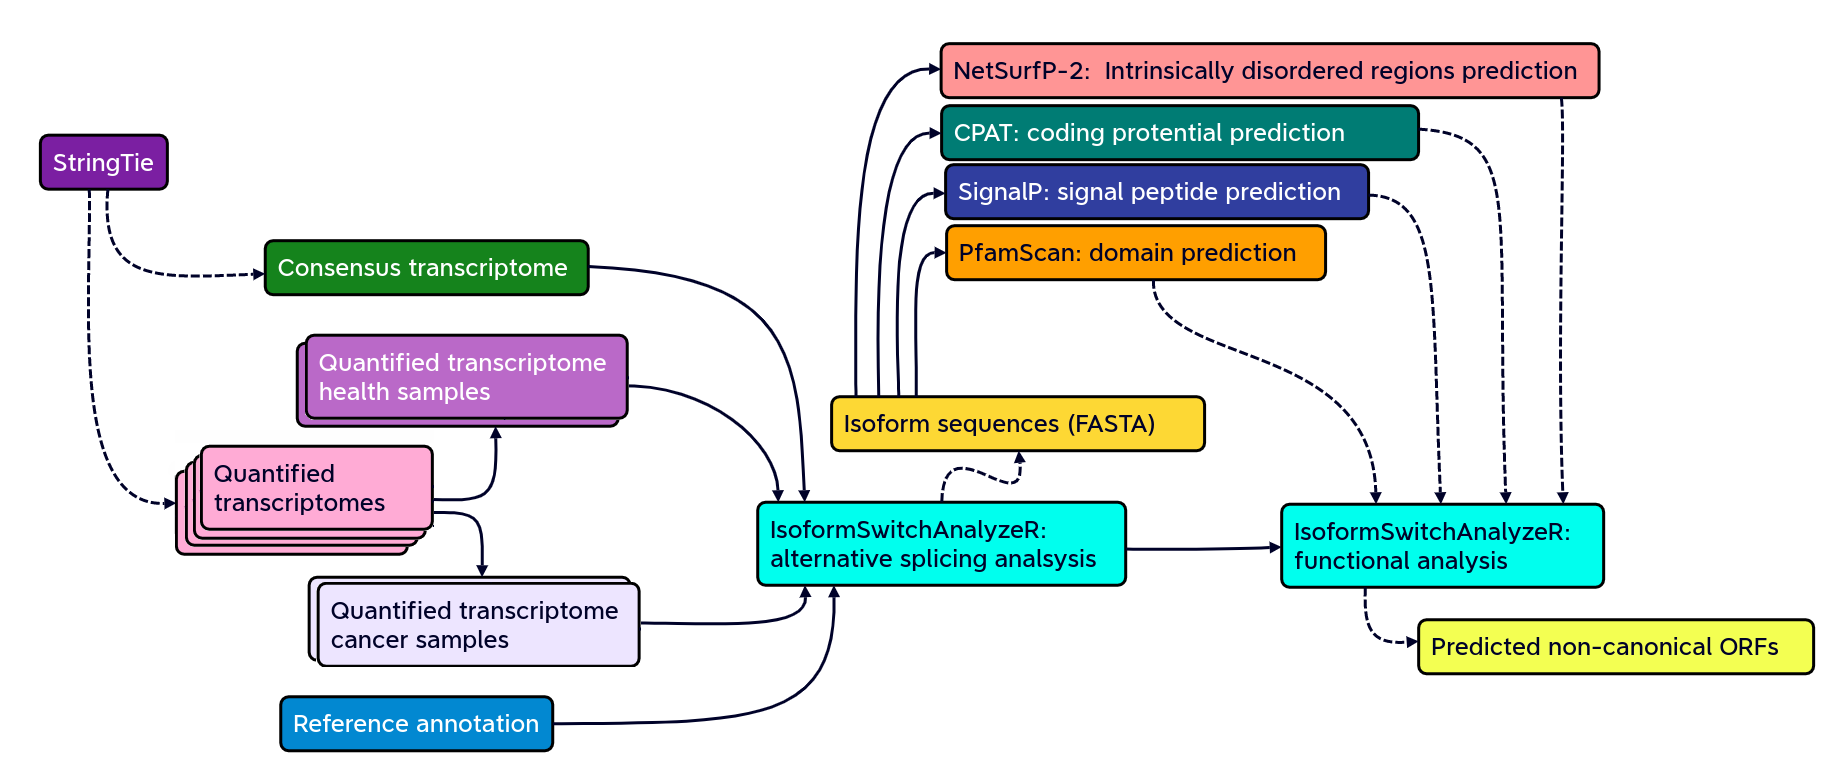 NetSurfP-2:  Intrinsically disordered regions prediction
CPAT: coding protential prediction
StringTie
SignalP: signal peptide prediction
PfamScan: domain prediction
Consensus transcriptome
Quantified transcriptome
health samples
Isoform sequences (FASTA)
Quantified
transcriptomes
IsoformSwitchAnalyzeR:
alternative splicing analsysis
IsoformSwitchAnalyzeR:
functional analysis
Quantified transcriptome
cancer samples
Predicted non-canonical ORFs
Reference annotation